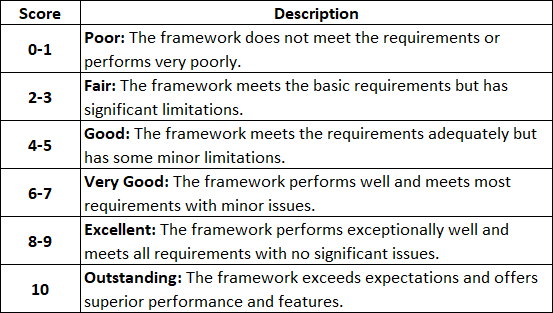 Score Description
0-1 Poor: The framework does not meet the requirements or
performs very poorly.
2-3 Fair: The framework meets the basic requirements but has
significant limitations.
4-5 Good: The framework meets the requirements adequately but
has some minor limitations.
6-7 Very Good: The framework performs well and meets most
requirements with minor issues.
8-9 Excellent: The framework performs exceptionally well and
meets all requirements with no significant issues.
10 Outstanding: The framework exceeds expectations and offers
superior performance and features.